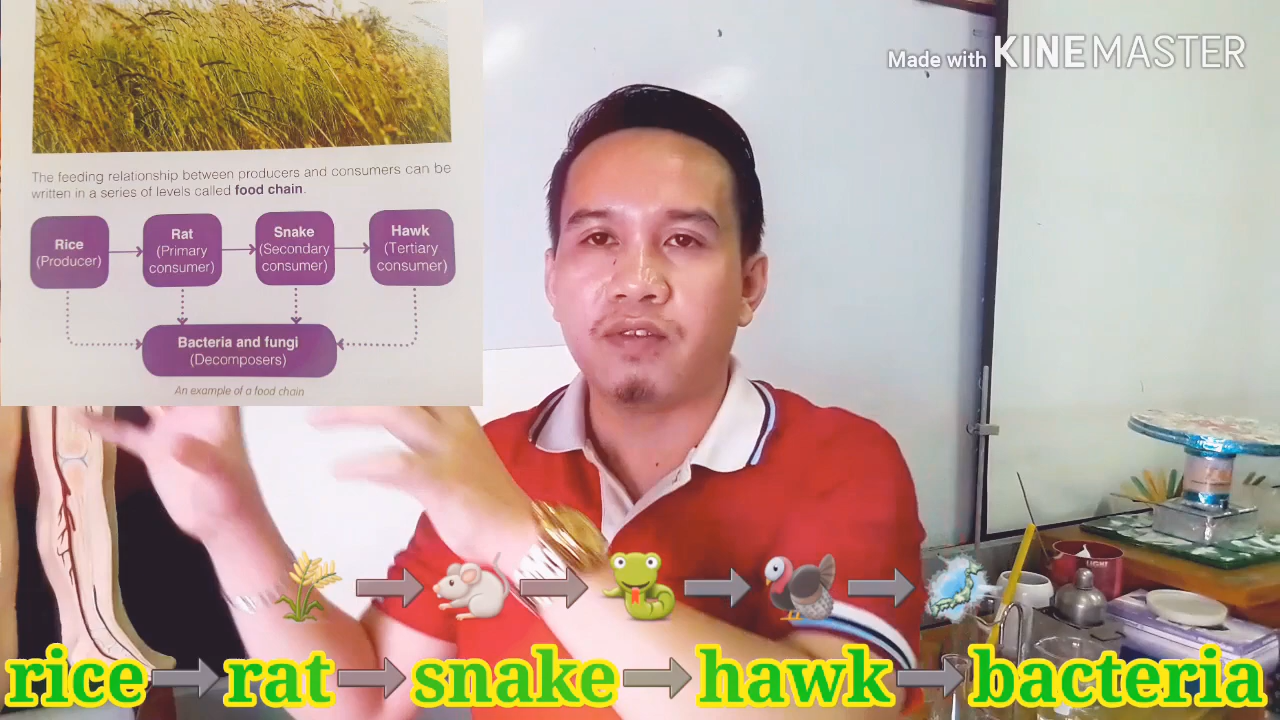 Made with KINEMASTER
The feeding relationship between producers and consumers can be
written in a series of levels called food chain.
Rice
(Producer)
Rat
(Primary
consumer)
Snake
(Secondary
consumer)
Hawk
(Tertiary
consumer)
Bacteria and fungi
(Decomposers)
An example of a food chain
LIGHT
rice rat snake hawk bacteria